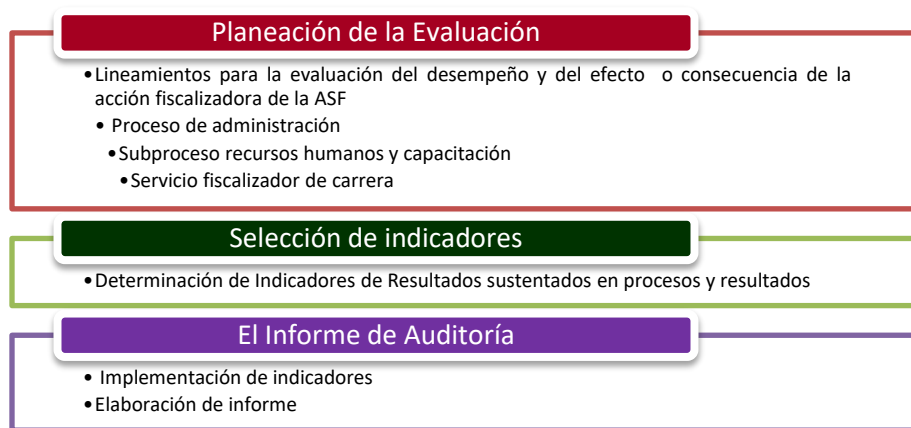 Planeación de la Evaluación
•Lineamientos para la evaluación del desempeño y del efecto o consecuencia de la
acción fiscalizadora de la ASF
• Proceso de administración
•Subproceso recursos humanos y capacitación
•Servicio fiscalizador de carrera
Selección de indicadores
•Determinación de Indicadores de Resultados sustentados en procesos y resultados
El Informe de Auditoría
• Implementación de indicadores
•Elaboración de informe